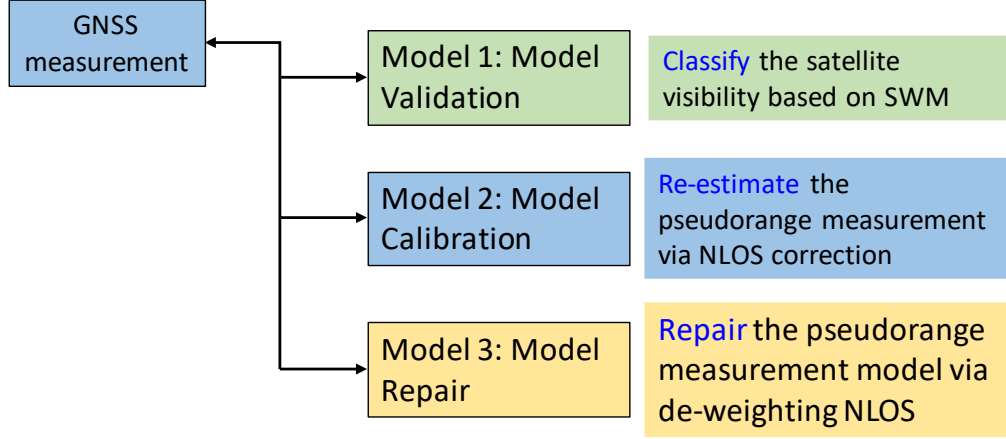 GNSS
measurement
Model 1: Model
Validation
Classify the satellite
visibility based on SWM
Model 2: Model
Calibration
Re-estimate the
pseudorange measurement
via NLOS correction
Model 3: Model
Repair
Repair the pseudorange
measurement model via
de-weighting NLOS